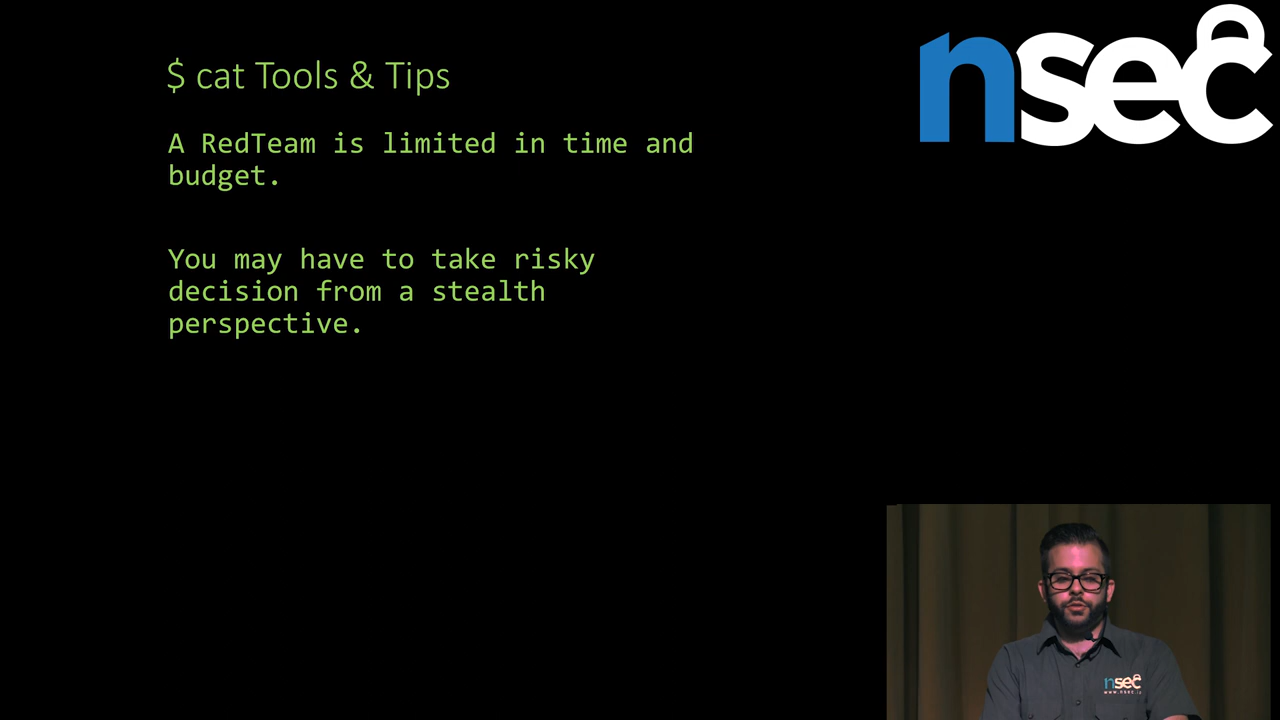 $ cat Tools & Tips
nsec
A RedTeam is limited in time and
budget.
You may have to take risky
decision from a stealth
perspective.
nsec